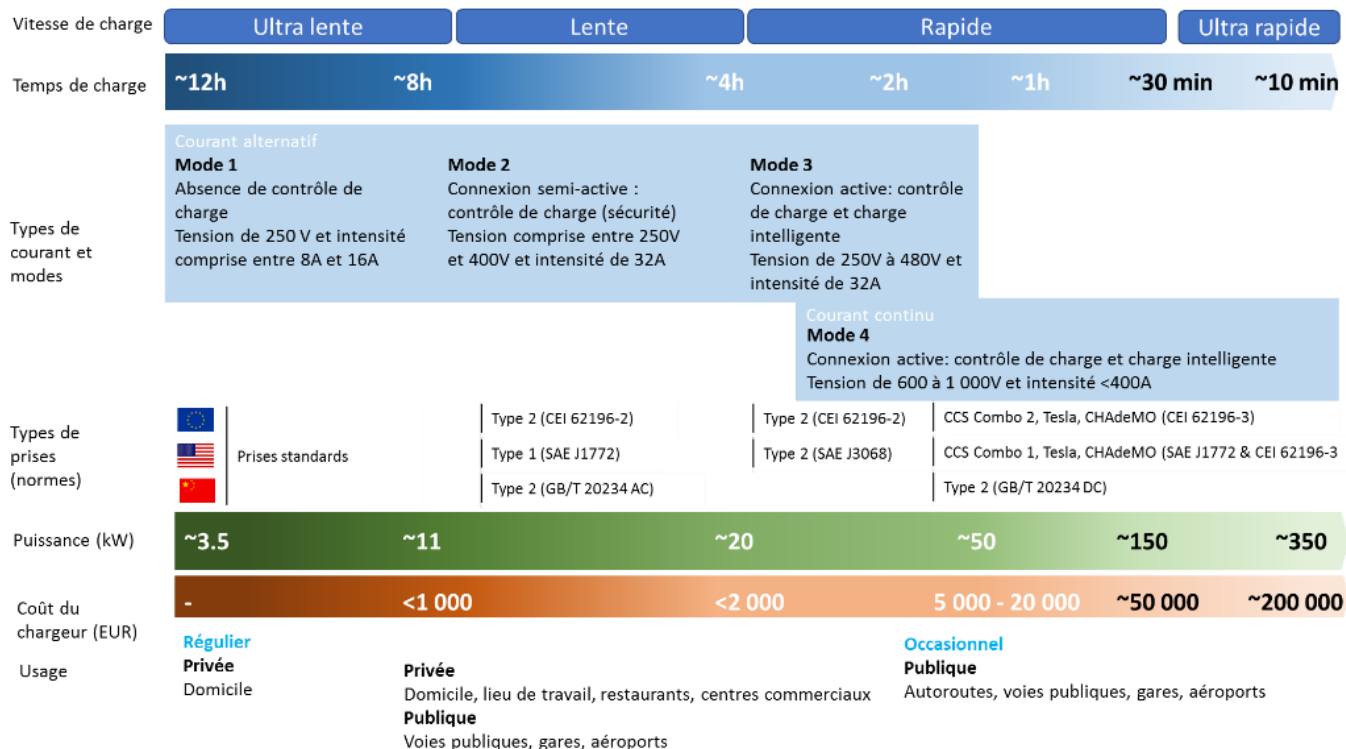 Vitesse de charge
Ultra lente
Lente
Rapide
Ultra rapide
Temps de charge
~12h
~8h
~4h
~2h
~1h
~30 min
~10 min
Types de
courant et
modes
Courant alternatif
Mode 1
Absence de contrôle de
charge
Tension de 250 V et intensité
comprise entre 8A et 16A
Mode 2
Connexion semi-active :
contrôle de charge (sécurité)
Tension comprise entre 250V
et 400V et intensité de 32A
Mode 3
Connexion active: contrôle
de charge et charge
intelligente
Tension de 250V à 480V et
intensité de 32A
Courant continu
Mode 4
Connexion active: contrôle de charge et charge intelligente
Tension de 600 à 1 000V et intensité <400A
Types de
prises
(normes)
Prises standards
Type 2 (CEI 62196-2)
Type 2 (CEI 62196-2)
CCS Combo 2, Tesla, CHAdeMO (CEI 62196-3)
Type 1 (SAE J1772)
Type 2 (SAE J3068)
CCS Combo 1, Tesla, CHAdeMO (SAE J1772 & CEI 62196-3
Type 2 (GB/T 20234 AC)
Type 2 (GB/T 20234 DC)
Puissance (kW)
~3.5
~11
~20
~50
~150
~350
Coût du
chargeur (EUR)
-
<1 000
<2 000
5 000 - 20 000
~50 000
~200 000
Usage
Régulier
Privée
Domicile
Privée
Domicile, lieu de travail, restaurants, centres commerciaux
Publique
Voies publiques, gares, aéroports
Occasionnel
Publique
Autoroutes, voies publiques, gares, aéroports